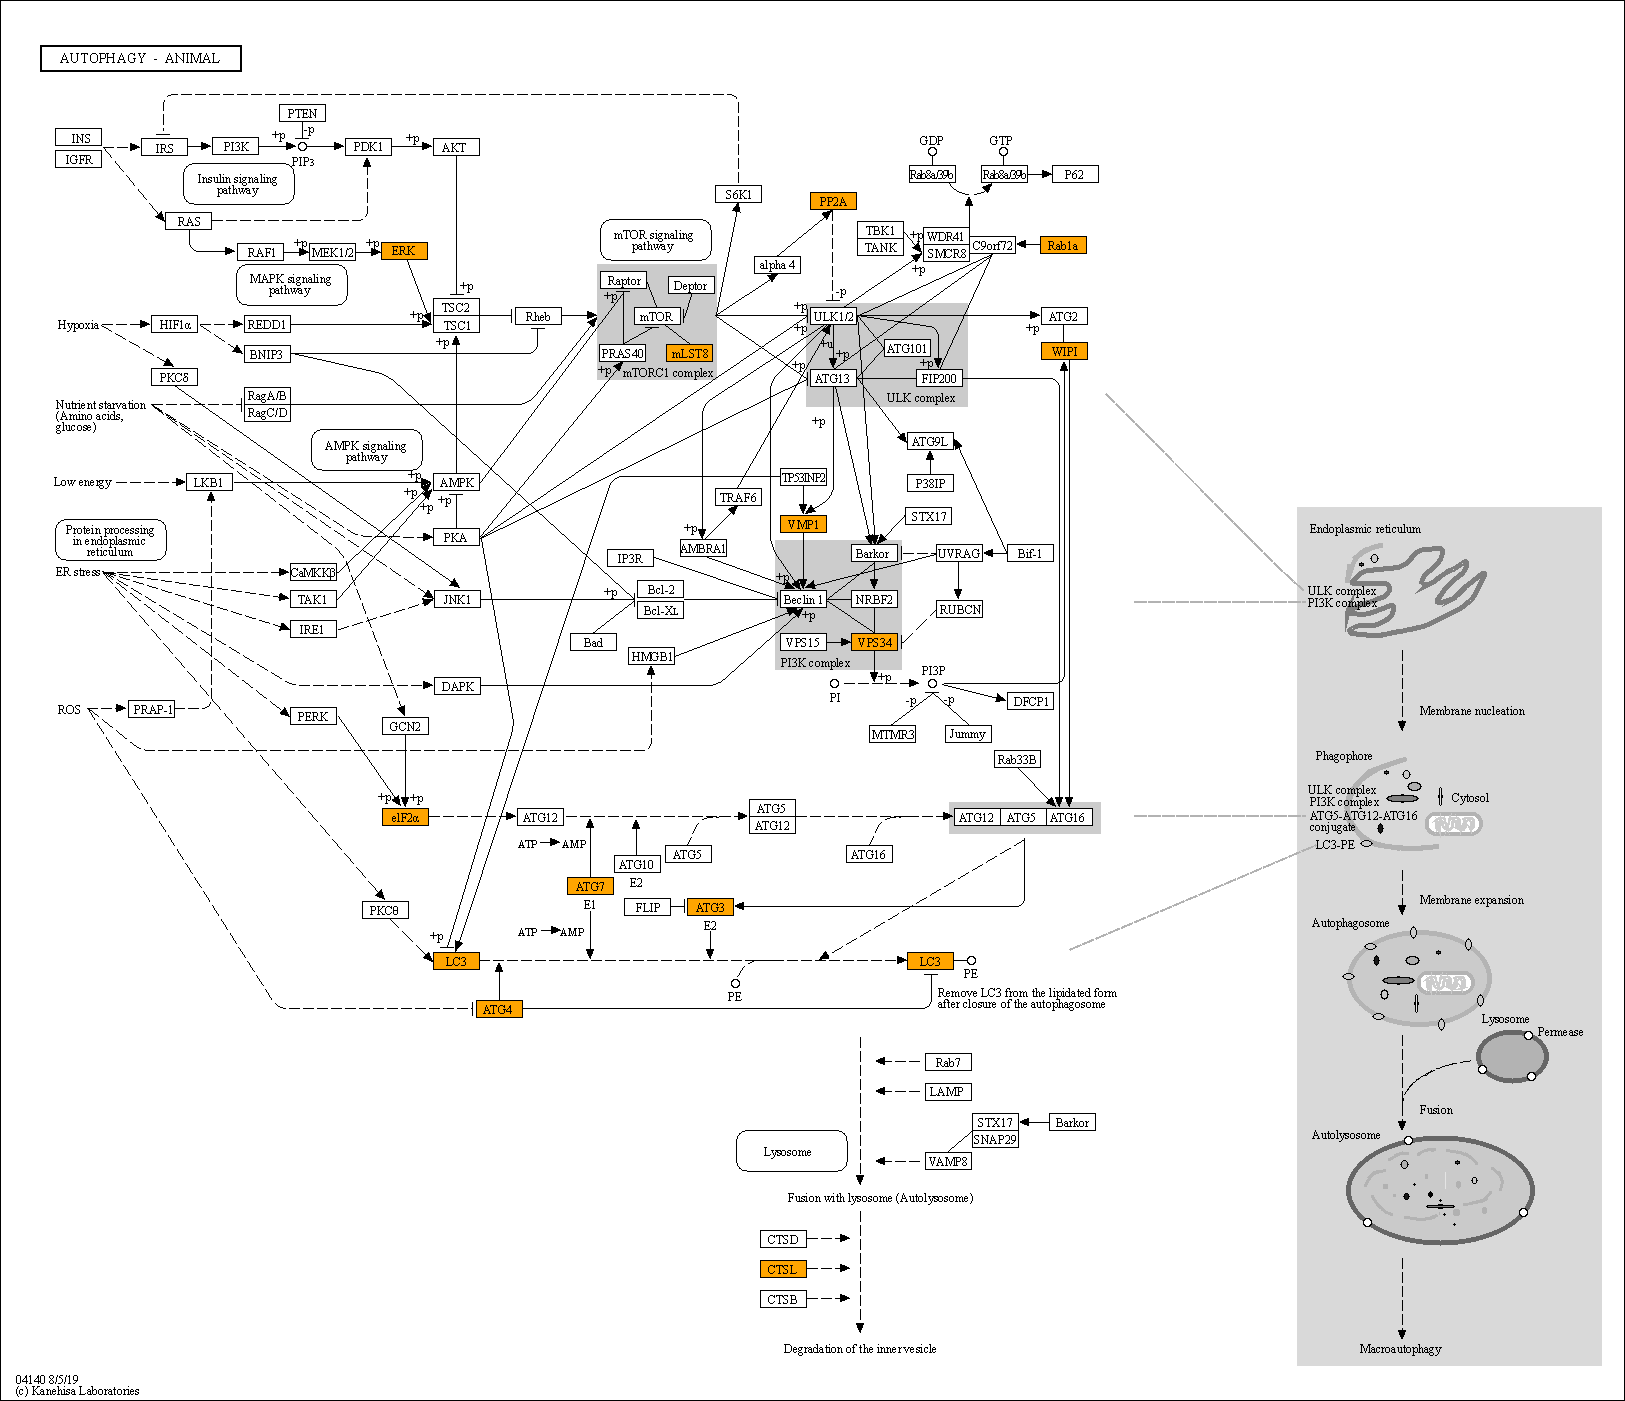 AUTOPHAGY - ANIMAL
PTEN
-p
INS
IGFR
IRS
PI3K
+p
PIP3
PDK1
+p
AKT
Insulin signaling
pathway
RAS
RAF1
+p
MEK1/2
+p
ERK
MAPK signaling
pathway
S6K1
mTOR signaling
pathway
PP2A
alpha 4
-p
GDP
GTP
Rab8a/39b
Rab8a/39b
P62
TBK1
TANK
+p
WDR41
SMCR8
C9orf72
Rab1a
+p
Raptor
+p
Deptor
mTOR
PRAS40
+p
mLST8
mTORC1 complex
+p
TSC2
TSC1
+p
+p
Rheb
Hypoxia
HIF1α
REDD1
BNIP3
PKCδ
+p
+p
ULK1/2
+u
+p
+p
ATG101
+p
ATG13
FIP200
ULK complex
+p
ATG2
+p
WIPI
Nutrient starvation
(Amino acids,
glucose)
RagA/B
RagC/D
AMPK signaling
pathway
Low energy
LKB1
+p
+p
+p
+p
AMPK
PKA
ATG9L
P38IP
TP53INP2
TRAF6
VMP1
STX17
+p
AMBRA1
Barkor
UVRAG
Bif-1
Protein processing
in endoplasmic
reticulum
ER stress
CaMKKβ
TAK1
IRE1
JNK1
IP3R
+p
Bcl-2
Bcl-XL
Bad
HMGB1
+p
Beclin 1
+p
NRBF2
RUBCN
VPS15
VPS34
PI3K complex
+p
DAPK
PI
PI3P
-p
-p
MTMR3
Jummy
DFCP1
ROS
PRAP-1
PERK
GCN2
+p
+p
eIF2α
Rab33B
ATG12
ATG5
ATG12
ATG12
ATG5
ATG16
ATP
AMP
ATG10
E2
ATG5
ATG16
ATG7
E1
FLIP
ATG3
E2
PKCθ
ATP
AMP
+p
LC3
LC3
PE
PE
ATG4
Remove LC3 from the lipidated form
after closure of the autophagosome
Rab7
LAMP
STX17
SNAP29
Barkor
VAMP8
Lysosome
Fusion with lysosome (Autolysosome)
CTSD
CTSL
CTSB
Degradation of the inner vesicle
Endoplasmic reticulum
ULK complex
PI3K complex
Membrane nucleation
Phagophore
ULK complex
PI3K complex
ATG5-ATG12-ATG16
conjugate
LC3-PE
Cytosol
Membrane expansion
Autophagosome
Lysosome
Permease
Fusion
Autolysosome
Macroautophagy
04140 8/5/19
(c) Kanehisa Laboratories